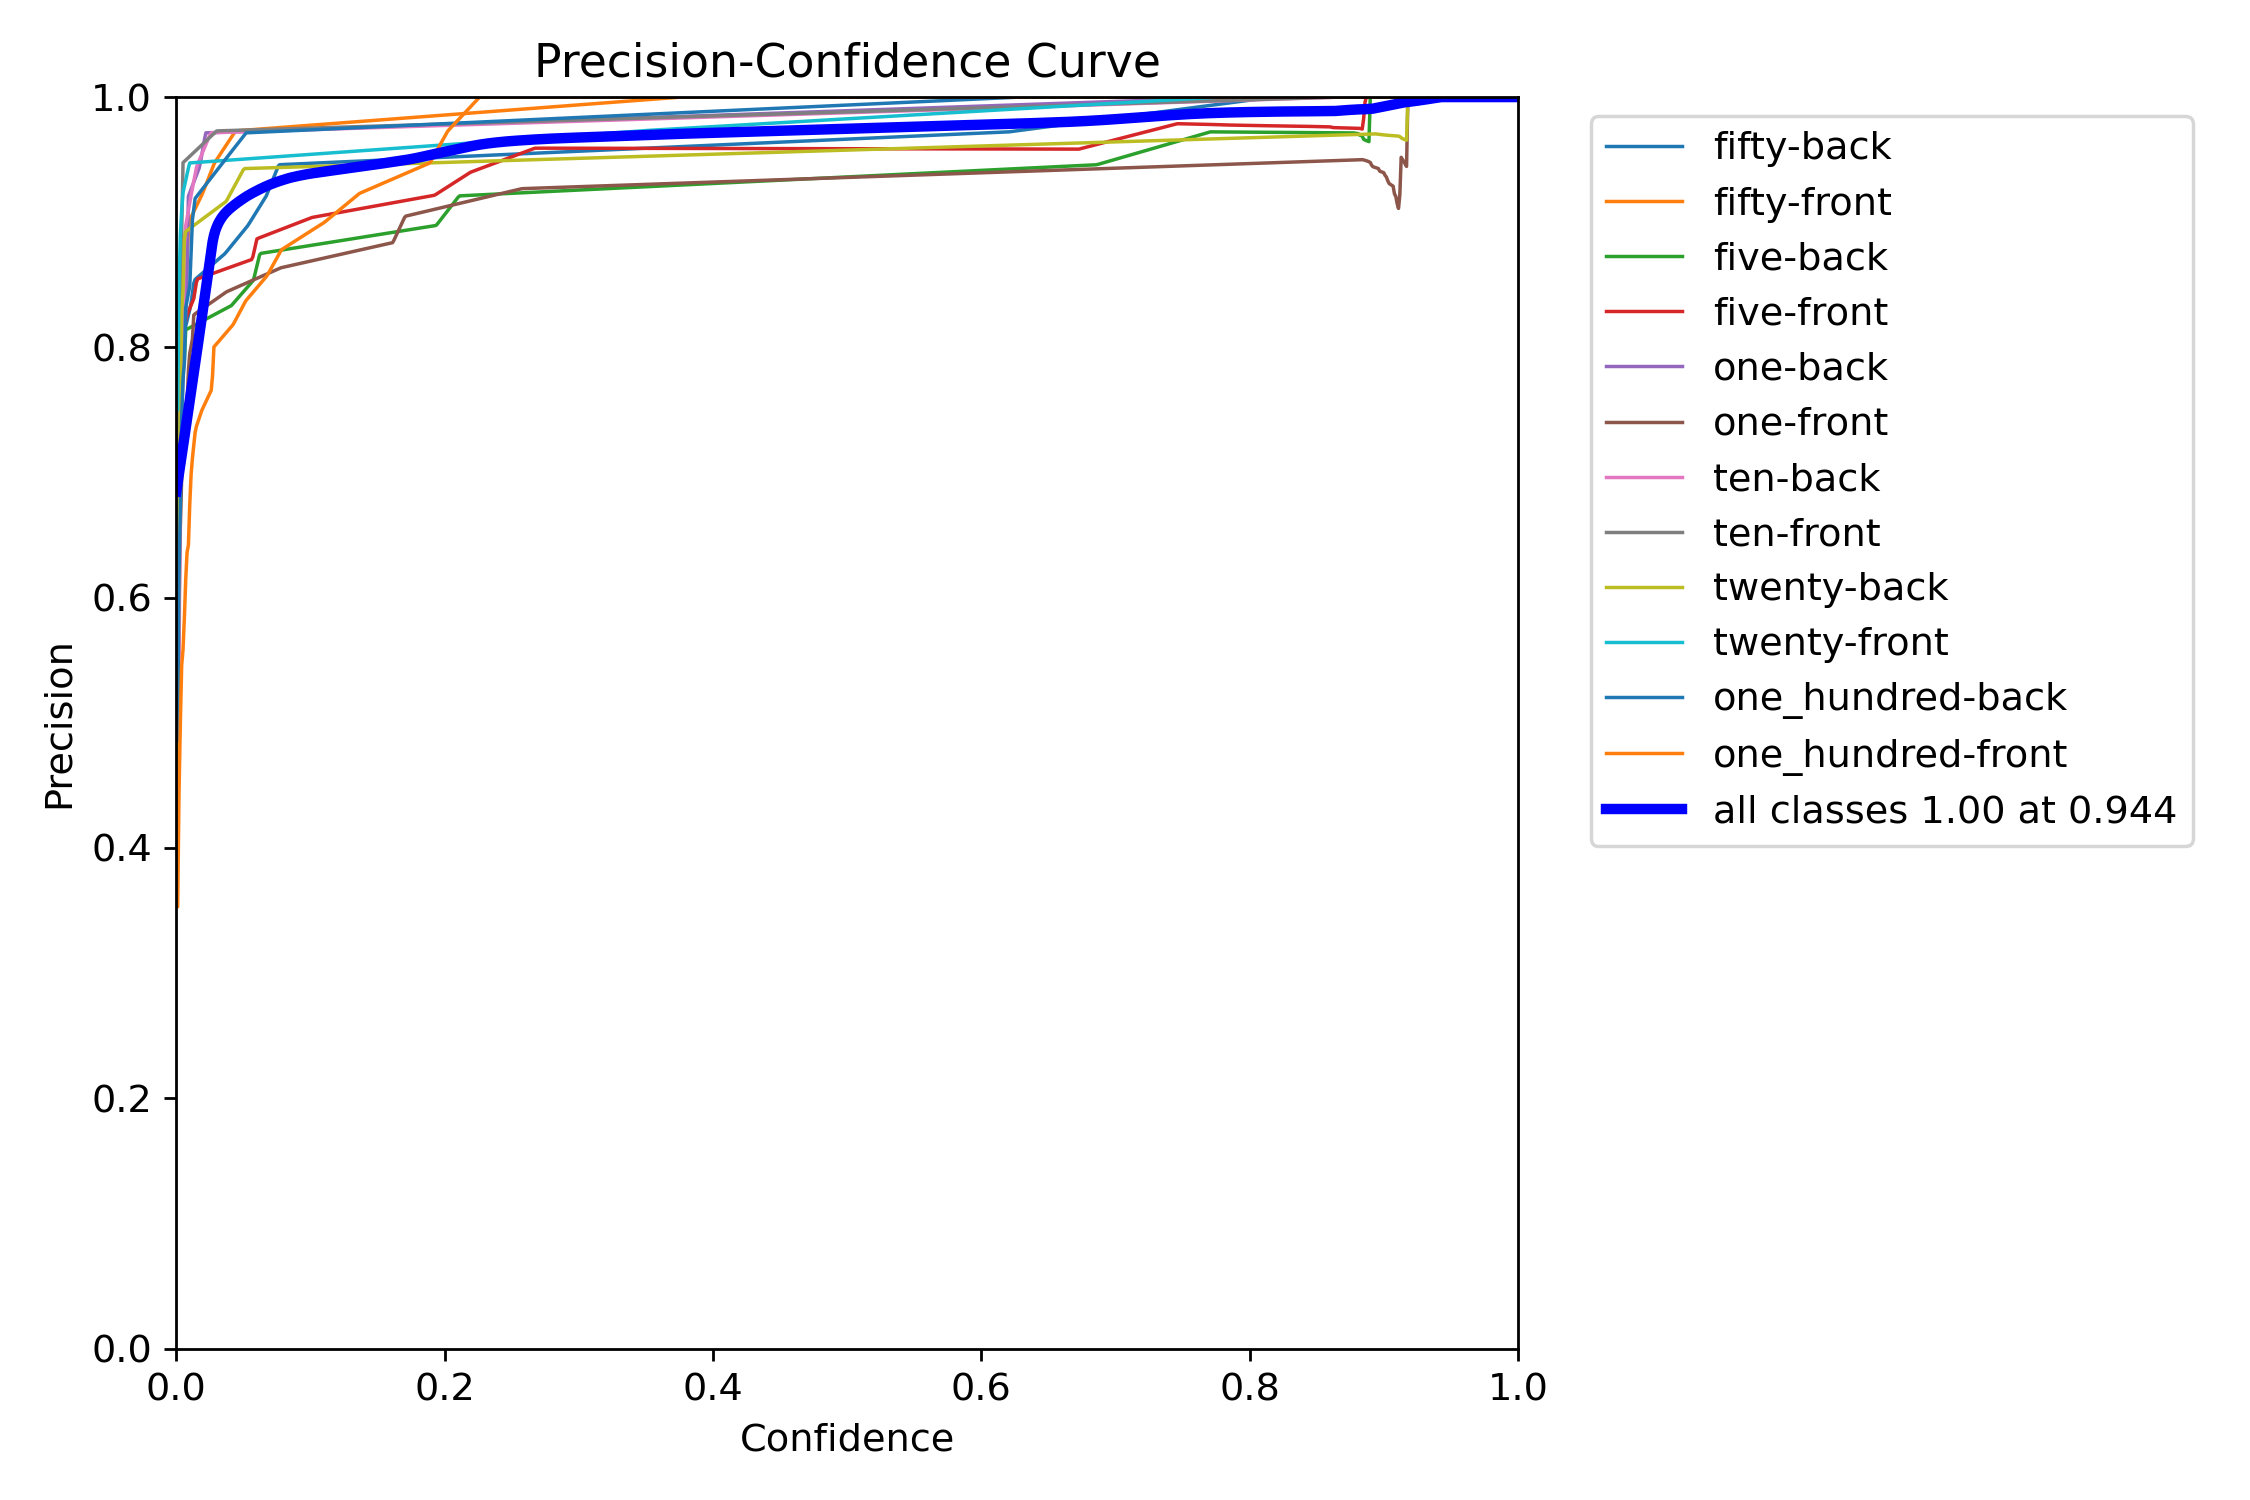 Precision-Confidence Curve
1.0
0.8
0.6
0.4
0.2
0.0
Precision
0.0 0.2 0.4 0.6 0.8 1.0
Confidence
fifty-back
fifty-front
five-back
five-front
one-back
one-front
ten-back
ten-front
twenty-back
twenty-front
one_hundred-back
one_hundred-front
all classes 1.00 at 0.944